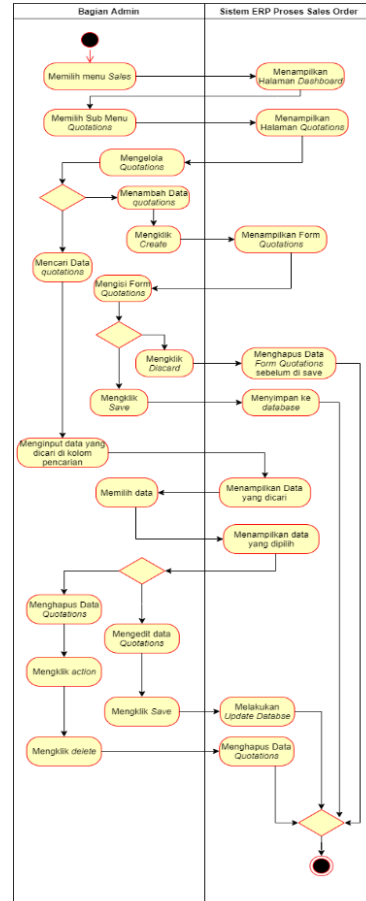 Bagian Admin
Sistem ERP Proses Sales Order
Memilih menu Sales
Menampilkan
Halaman Dashboard
Memilih Sub Menu
Quotations
Menampilkan
Halaman Quotations
Mengelola
Quotations
Menambah Data
quotations
Mengklik
Create
Menampilkan Form
Quotations
Mencari Data
quotations
Mengisi Form
Quotations
Mengklik
Discard
Menghapus Data
Form Quotations
sebelum di save
Mengklik
Save
Menyimpan ke
database
Menginput data yang
dicari di kolom
pencarian
Menampilkan Data
yang dicari
Memilih data
Menampilkan data
yang dipilih
Menghapus Data
Quotations
Mengedit data
Quotations
Mengklik action
Mengklik Save
Melakukan
Update Databse
Mengklik delete
Menghapus Data
Quotations